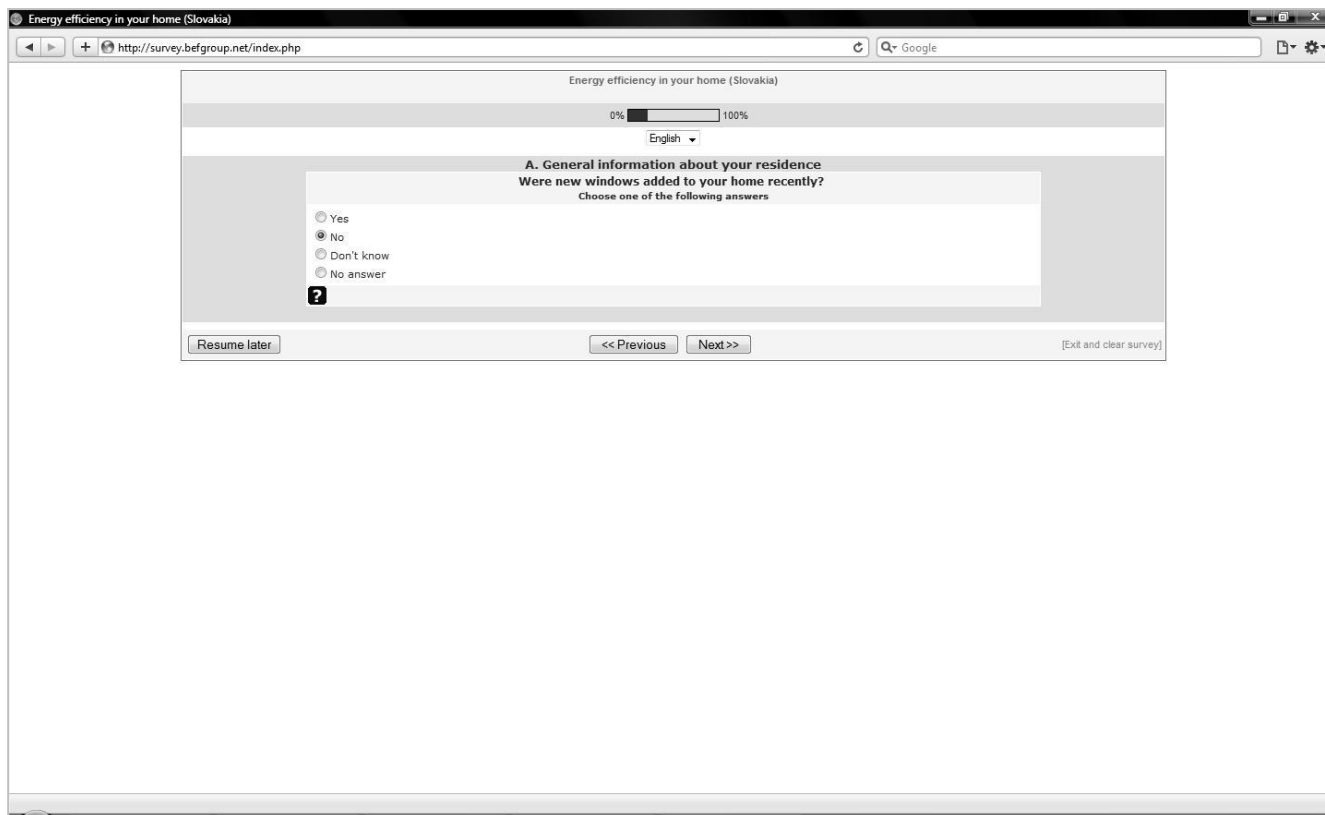 Energy efficiency in your home (Slovakia)
http://survey.befgroup.net/index.php
Google
Energy efficiency in your home (Slovakia)
0% 100%
English
A. General information about your residence
Were new windows added to your home recently?
Choose one of the following answers
Yes
No
Don't know
No answer
?
Resume later << Previous Next >> [Exit and clear survey]